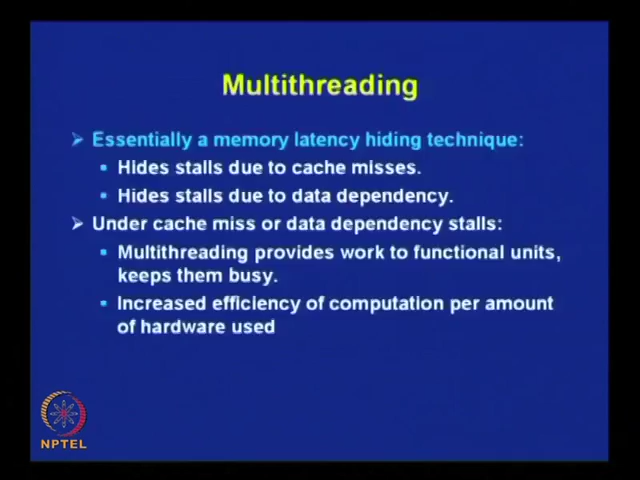 Multithreading
Essentially a memory latency hiding technique:
Hides stalls due to cache misses.
Hides stalls due to data dependency.
Under cache miss or data dependency stalls:
Multithreading provides work to functional units,
keeps them busy.
Increased efficiency of computation per amount
of hardware used
NPTEL